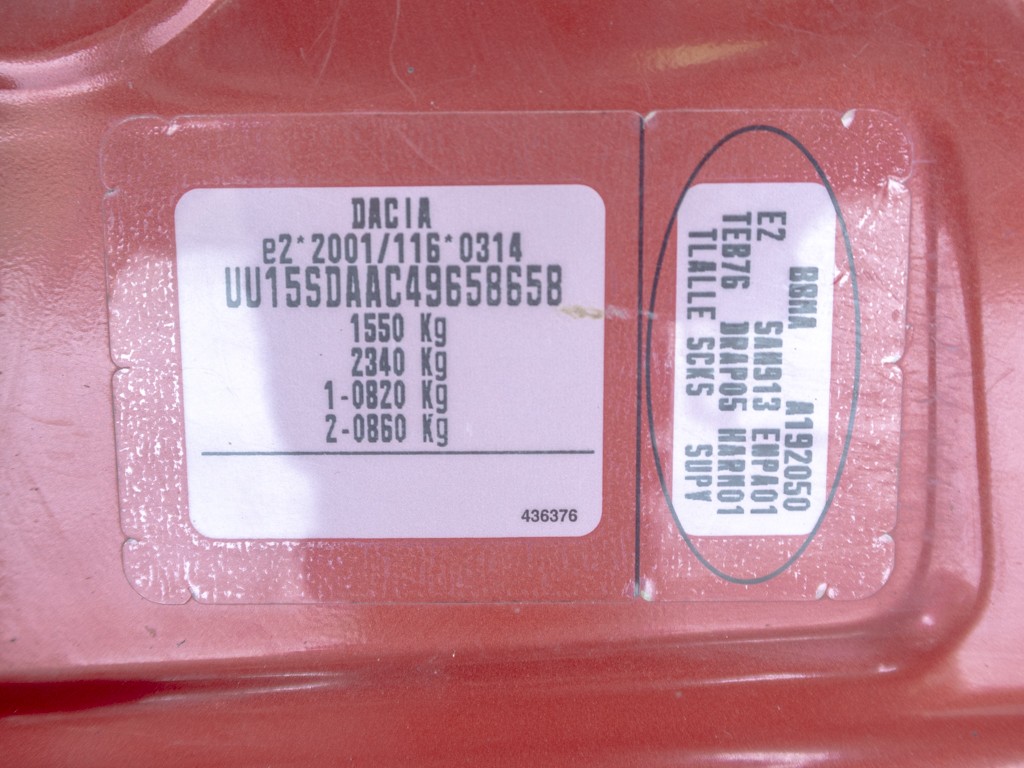 DACIA
e2*2001/116*0314
UU15SDAAC49658658
1550 Kg
2340 Kg
1-0820 Kg
2-0860 Kg
436376
BBMA A192050
E2 SAN913 ENPA01
TEB76 DRAP05 HARM01
TLALLE SCKS SUPY